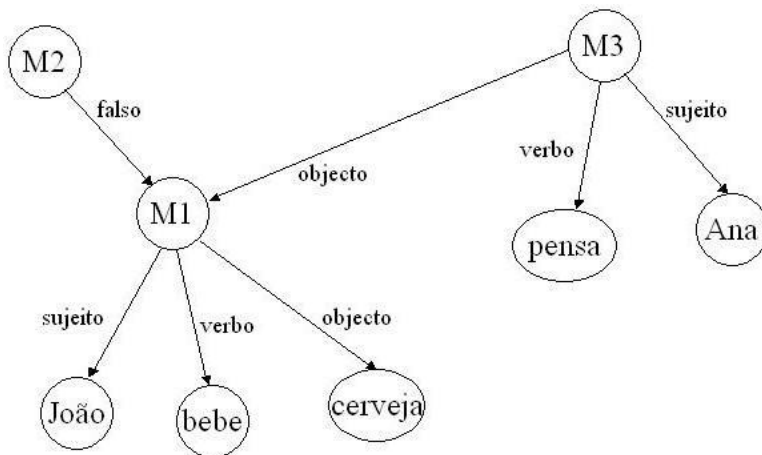 M2
M3
falso
sujeito
verbo
objecto
M1
pensa
Ana
sujeito
verbo
objecto
João
bebe
cerveja